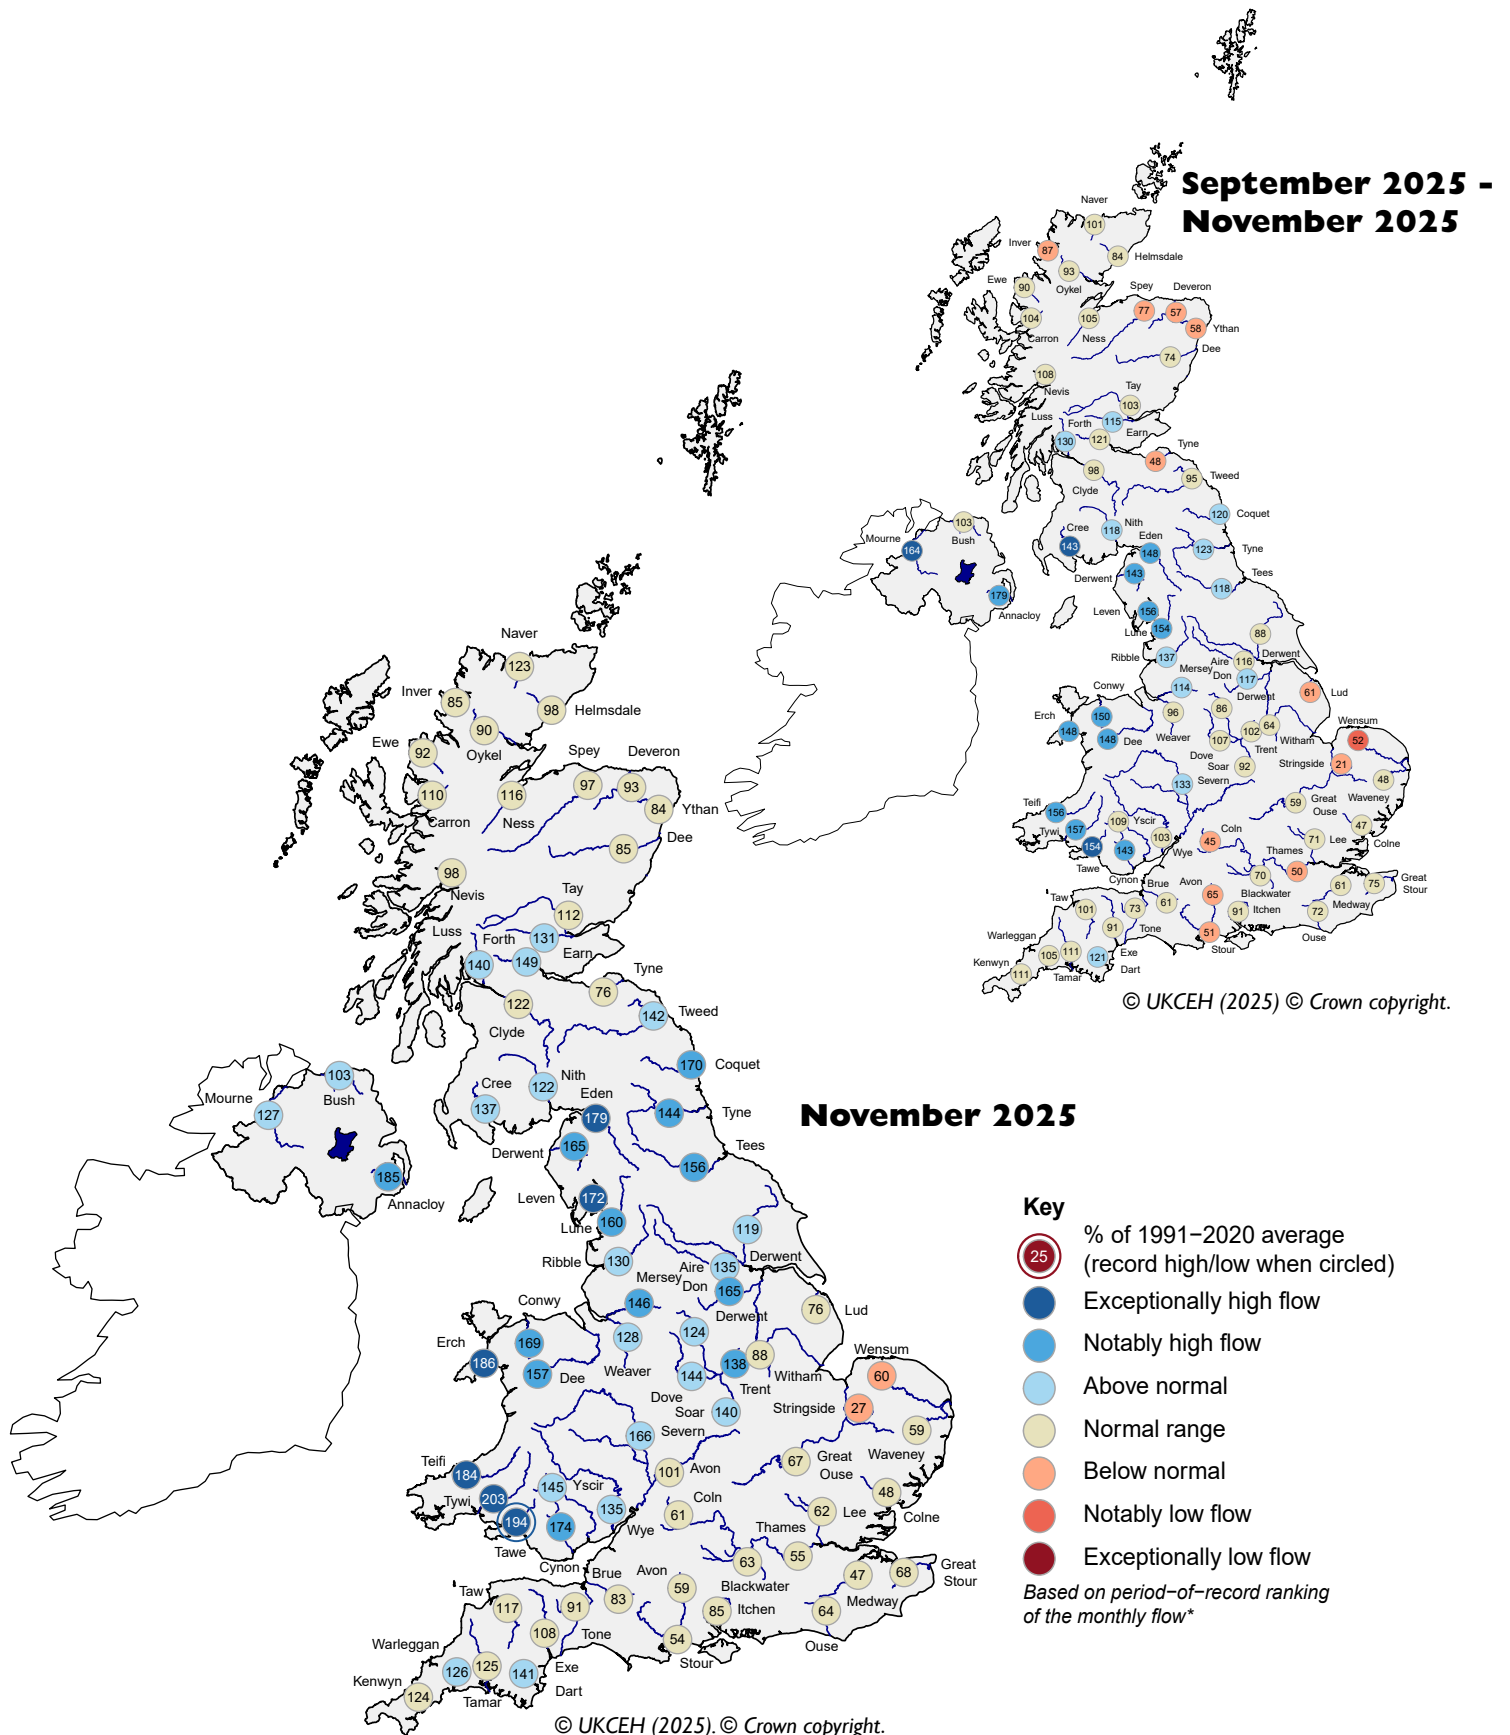 September 2025 -
November 2025
Naver
101
Inver
87
84
Helmsdale
93
Oykel
Ewe
90
Spey
Deveron
77
57
104
105
58
Ythan
Carron
Ness
Dee
74
108
Nevis
Tay
103
Luss
Forth
115
Earn
130
121
Tyne
48
98
Clyde
95
Tweed
120
Coquet
Cree
118
Nith
143
Eden
148
123
Tyne
Mourne
164
103
Bush
Derwent
143
Tees
118
179
Annacloy
Leven
156
Lune
154
88
Derwent
Ribble
137
Mersey
Aire
116
Don
117
114
Derwent
61
Lud
Conwy
150
Erch
148
148
Dee
96
Weaver
86
107
Dove
102
Trent
64
Witham
Wensum
52
Soar
92
Stringside
21
48
Waveney
133
Severn
59
Great
Ouse
Teifi
156
Tywi
157
109
Yscir
154
Tawe
143
Cynon
103
Wye
Coln
45
71
Lee
47
Colne
Thames
50
70
Blackwater
61
Medway
75
Great
Stour
Brue
61
Avon
65
91
Itchen
72
Ouse
Taw
101
73
Tone
91
Exe
51
Stour
Warleggan
105
111
Tamar
121
Dart
Kenwyn
111
© UKCEH (2025) © Crown copyright.
November 2025
Naver
123
Inver
85
98
Helmsdale
90
Oykel
Ewe
92
Spey
Deveron
97
93
110
116
84
Ythan
Carron
Ness
Dee
85
98
Nevis
Tay
112
Luss
Forth
131
Earn
140
149
Tyne
76
122
Clyde
142
Tweed
170
Coquet
Cree
137
122
Nith
Eden
179
144
Tyne
Mourne
127
103
Bush
185
Annacloy
Derwent
165
Tees
156
Leven
172
Lune
160
119
Derwent
Ribble
130
Mersey
146
Aire
135
Don
165
Derwent
76
Lud
Conwy
169
Erch
186
157
Dee
128
Weaver
124
144
Dove
138
Trent
88
Witham
Wensum
60
Soar
140
Stringside
27
59
Waveney
166
Severn
67
Great
Ouse
101
Avon
Teifi
184
Tywi
203
145
Yscir
194
Tawe
174
Cynon
135
Wye
Coln
61
62
Lee
48
Colne
Thames
55
63
Blackwater
47
Medway
68
Great
Stour
Brue
83
Avon
59
85
Itchen
64
Ouse
Taw
117
91
Tone
108
Exe
54
Stour
Warleggan
126
125
Tamar
141
Dart
Kenwyn
124
© UKCEH (2025). © Crown copyright.
Key
25
% of 1991−2020 average
(record high/low when circled)
Exceptionally high flow
Notably high flow
Above normal
Normal range
Below normal
Notably low flow
Exceptionally low flow
Based on period−of−record ranking
of the monthly flow*